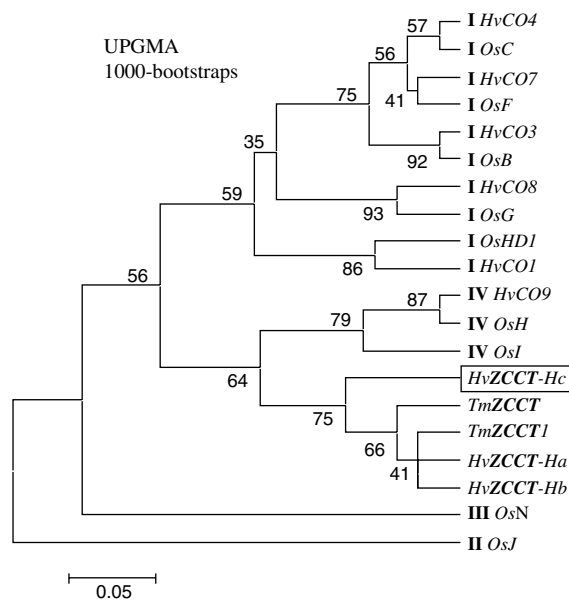 UPGMA
1000-bootstraps
57
I HvCO4
I OsC
56
I HvCO7
41
I OsF
75
I HvCO3
92
I OsB
35
I HvCO8
93
I OsG
59
I OsHD1
86
I HvCO1
56
87
IV HvCO9
IV OsH
79
IV OsI
64
HvZCCT-Hc
75
TmZCCT
66
TmZCCT1
41
HvZCCT-Ha
HvZCCT-Hb
III OsN
II OsJ
0.05